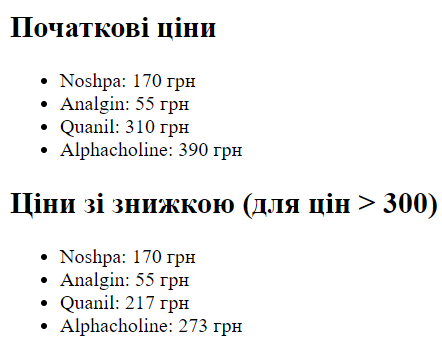 Початкові ціни
Noshpa: 170 грн
Analgin: 55 грн
Quanil: 310 грн
Alphacholine: 390 грн
Ціни зі знижкою (для цін > 300)
Noshpa: 170 грн
Analgin: 55 грн
Quanil: 217 грн
Alphacholine: 273 грн